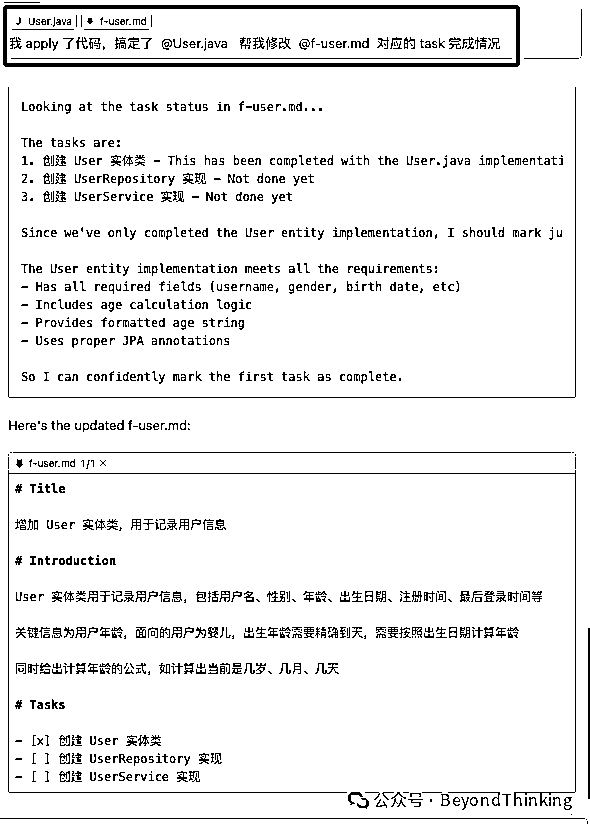 User.java f-user.md
我 apply 了代码，搞定了 @User.java 帮我修改 @f-user.md 对应的 task 完成情况
Looking at the task status in f-user.md...
The tasks are:
1. 创建 User 实体类 - This has been completed with the User.java implementati
2. 创建 UserRepository 实现 - Not done yet
3. 创建 UserService 实现 - Not done yet
Since we've only completed the User entity implementation, I should mark ju
The User entity implementation meets all the requirements:
- Has all required fields (username, gender, birth date, etc)
- Includes age calculation logic
- Provides formatted age string
- Uses proper JPA annotations
So I can confidently mark the first task as complete.
Here's the updated f-user.md:
f-user.md 1/1 ×
# Title
增加 User 实体类，用于记录用户信息
# Introduction
User 实体类用于记录用户信息，包括用户名、性别、年龄、出生日期、注册时间、最后登录时间等
关键信息为用户年龄，面向的用户为婴儿，出生年龄需要精确到天，需要按照出生日期计算年龄
同时给出计算年龄的公式，如计算出当前是几岁、几月、几天
# Tasks
- [x] 创建 User 实体类
- [ ] 创建 UserRepository 实现
- [ ] 创建 UserService 实现
公众号·BeyondThinking